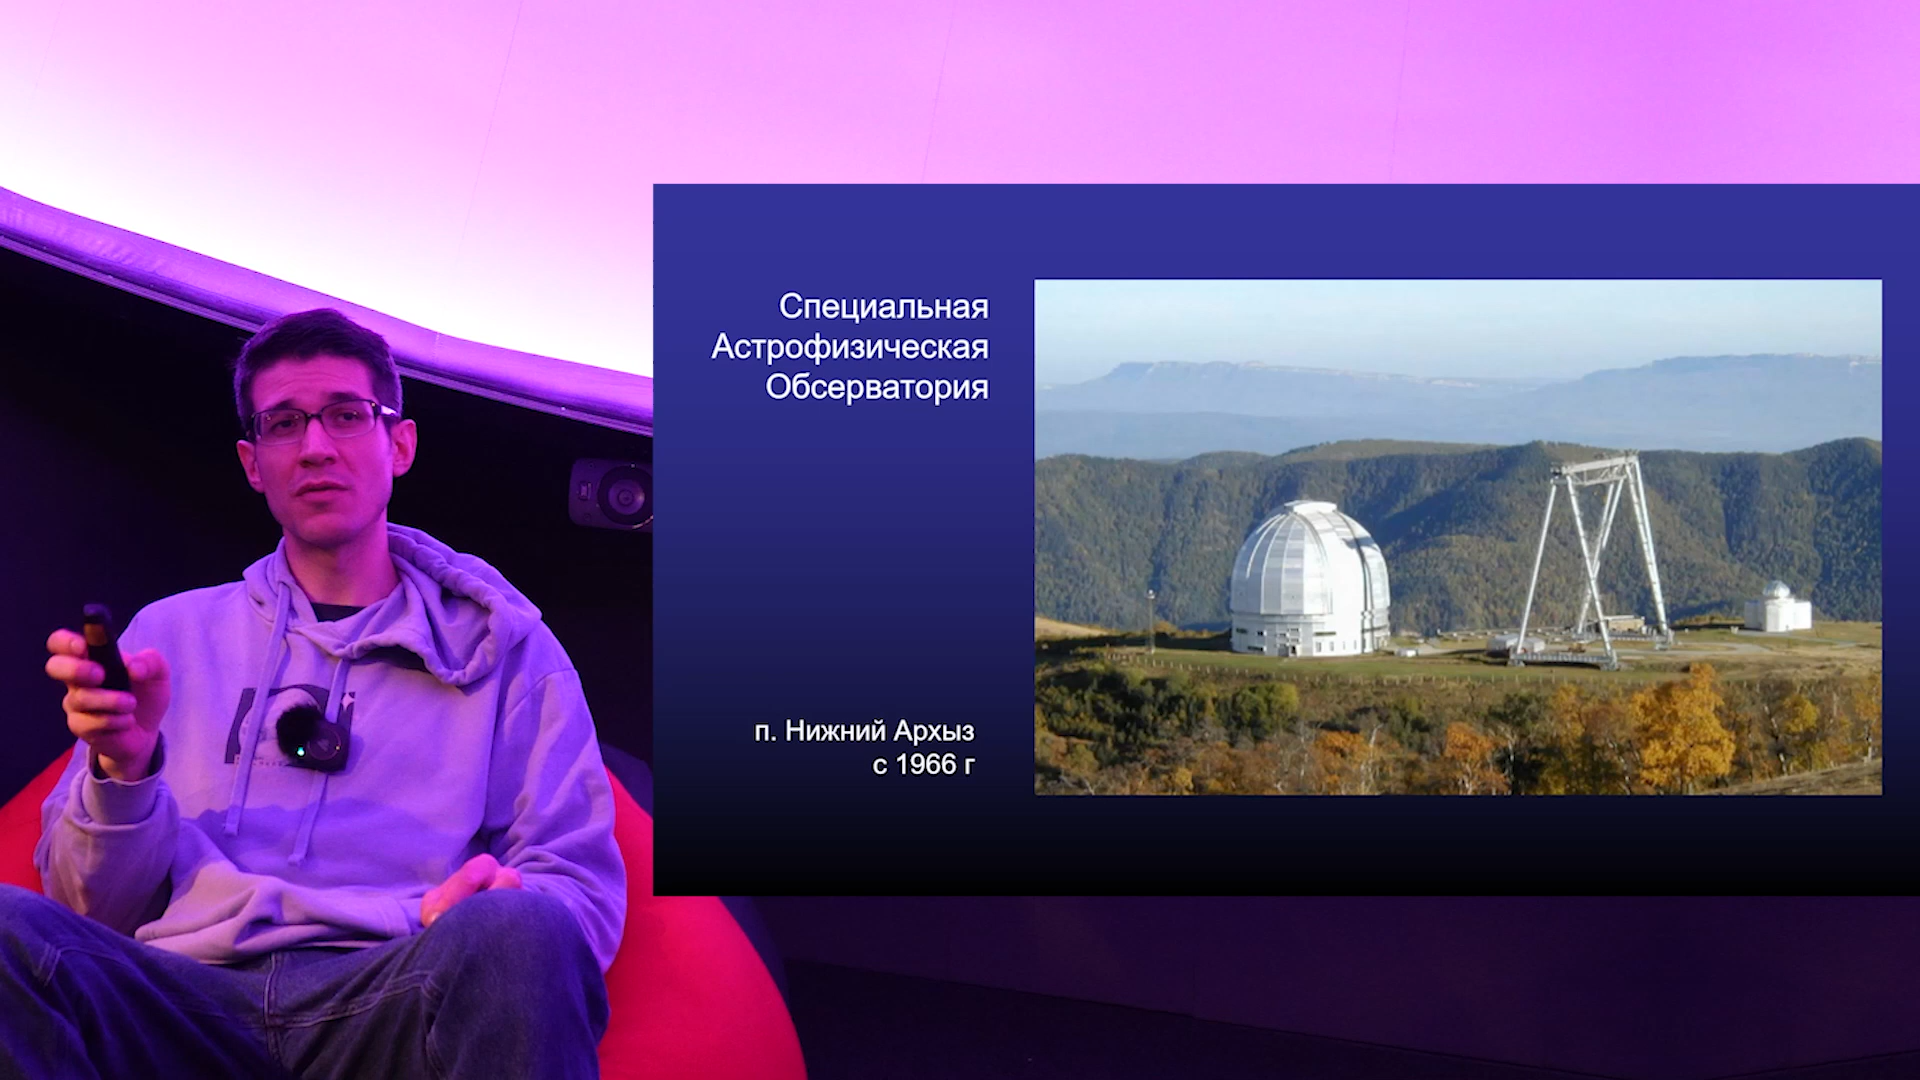 Специальная
Астрофизическая
Обсерватория
п. Нижний Архыз
с 1966 г